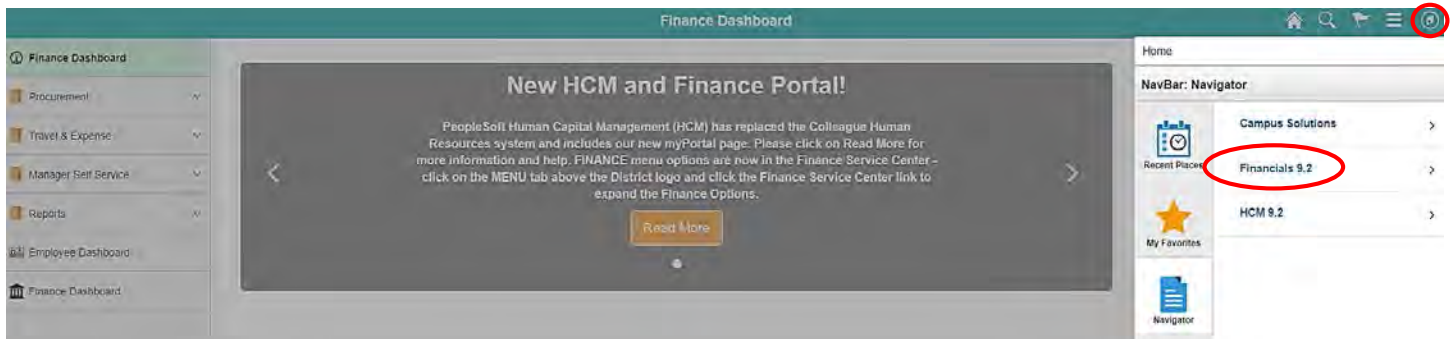 Finance Dashboard
Finance Dashboard
Procurement
Travel & Expense
Manager Self Service
Reports
Employee Dashboard
Finance Dashboard
New HCM and Finance Portal!
PeopleSoft Human Capital Management (HCM) has replaced the Colleague Human
Resources system and includes our new myPortal page. Please click on Read More for
more information and help. FINANCE menu options are now in the Finance Service Center –
click on the MENU tab above the District logo and click the Finance Service Center link to
expand the Finance Options.
Read More
Home
NavBar: Navigator
Recent Places
My Favorites
Navigator
Campus Solutions
Financials 9.2
HCM 9.2